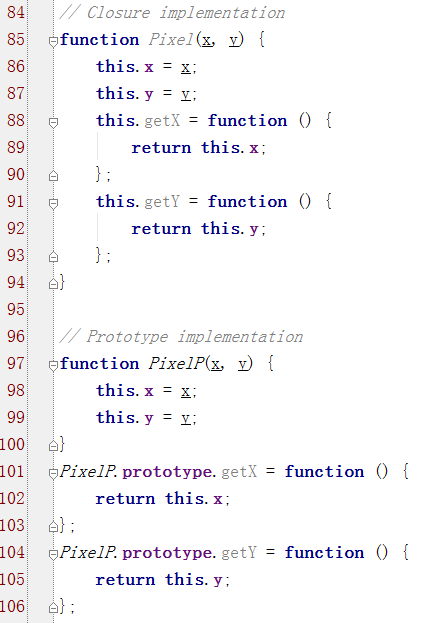 84 // Closure implementation
85 function Pixel(x, y) {
86     this.x = x;
87     this.y = y;
88     this.getX = function () {
89         return this.x;
90     };
91     this.getY = function () {
92         return this.y;
93     };
94 }
95
96 // Prototype implementation
97 function PixelP(x, y) {
98     this.x = x;
99     this.y = y;
100 }
101 PixelP.prototype.getX = function () {
102     return this.x;
103 };
104 PixelP.prototype.getY = function () {
105     return this.y;
106 };